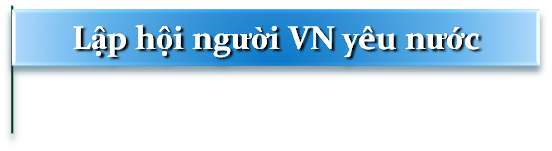 Lập hội người VN yêu nước